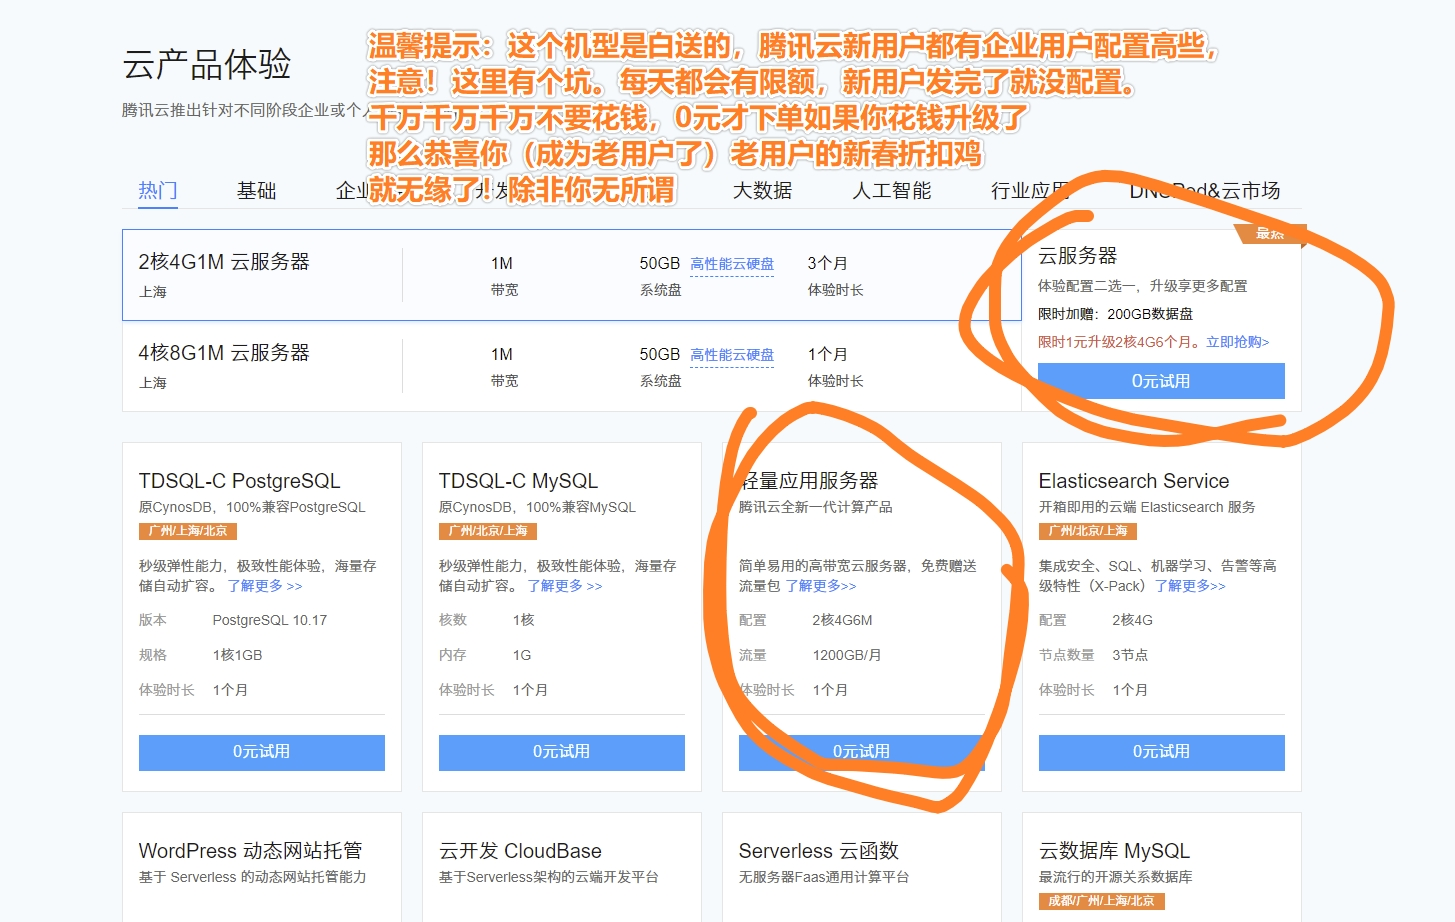 温馨提示：这个机型是白送的，腾讯云新用户都有企业用户配置高些，
云产品体验
注意！这里有个坑。每天都会有限额，新用户发完了就没配置。
腾讯云推出针对不同阶段企业或个人
千万千万千万不要花钱，0元才下单如果你花钱升级了
那么恭喜你（成为老用户了）老用户的新春折扣鸡
就无缘了！除非你无所谓
热门 基础 企业 开发 大数据 人工智能 行业应用 DNSPod&云市场
最热
2核4G1M 云服务器 1M 50GB 高性能云硬盘 3个月
上海 带宽 系统盘 体验时长
4核8G1M 云服务器 1M 50GB 高性能云硬盘 1个月
上海 带宽 系统盘 体验时长
云服务器
体验配置二选一，升级享更多配置
限时加赠：200GB数据盘
限时1元升级2核4G6个月。立即抢购>
0元试用
TDSQL-C PostgreSQL
原CynosDB，100%兼容PostgreSQL
广州/上海/北京
秒级弹性能力，极致性能体验，海量存
储自动扩容。 了解更多 >>
版本 PostgreSQL 10.17
规格 1核1GB
体验时长 1个月
0元试用
TDSQL-C MySQL
原CynosDB，100%兼容MySQL
广州/北京/上海
秒级弹性能力，极致性能体验，海量存
储自动扩容。 了解更多 >>
核数 1核
内存 1G
体验时长 1个月
0元试用
轻量应用服务器
腾讯云全新一代计算产品
简单易用的高带宽云服务器，免费赠送
流量包 了解更多>>
配置 2核4G6M
流量 1200GB/月
体验时长 1个月
0元试用
Elasticsearch Service
开箱即用的云端 Elasticsearch 服务
广州/北京/上海
集成安全、SQL、机器学习、告警等高
级特性（X-Pack）了解更多>>
配置 2核4G
节点数量 3节点
体验时长 1个月
0元试用
WordPress 动态网站托管
基于 Serverless 的动态网站托管能力
云开发 CloudBase
基于Serverless架构的云端开发平台
Serverless 云函数
无服务器Faas通用计算平台
云数据库 MySQL
最流行的开源关系数据库
成都/广州/上海/北京